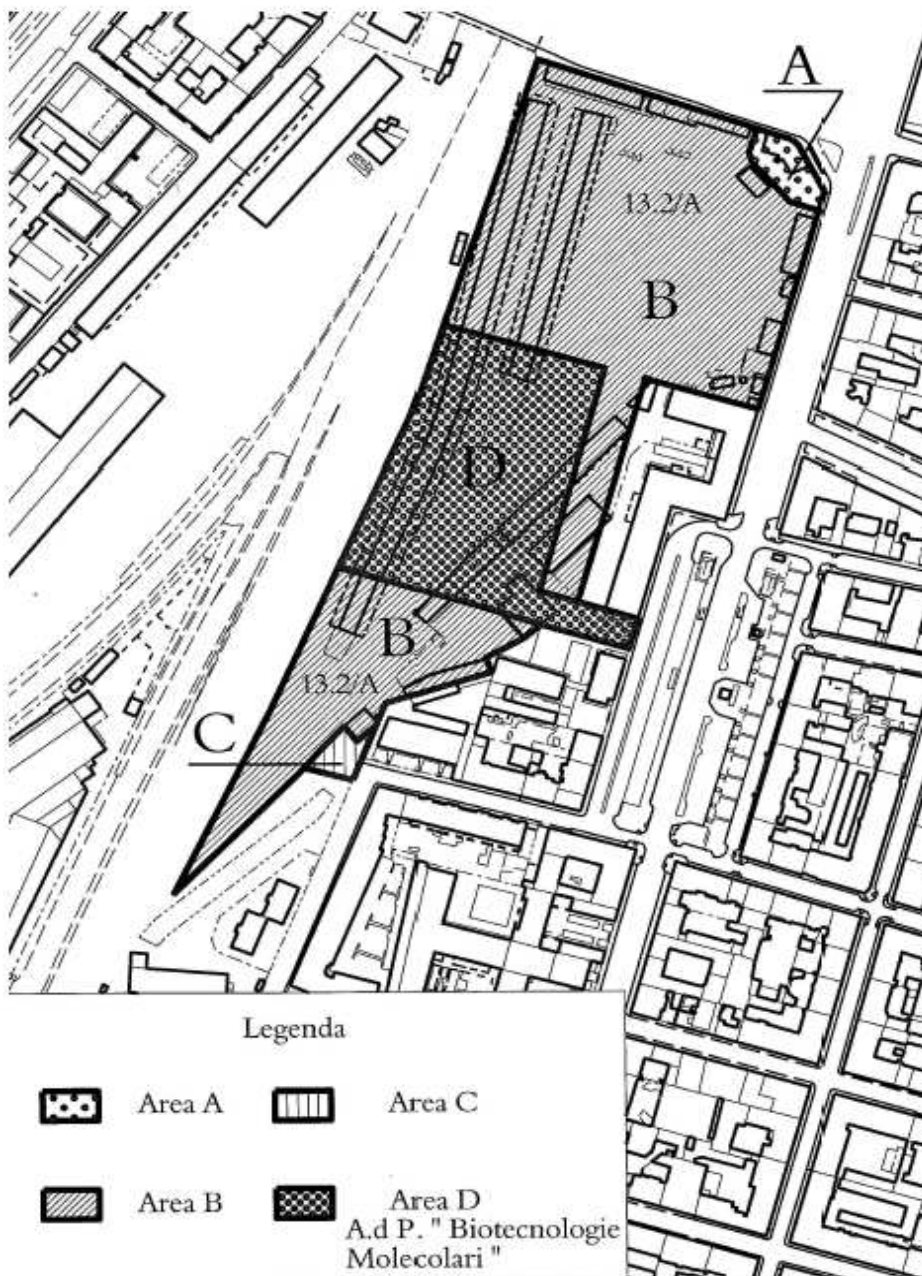 A
13.2/A
B
D
B
13.2/A
C
Legenda
Area A
Area C
Area B
Area D
A.d P. " Biotecnologie
Molecolari "